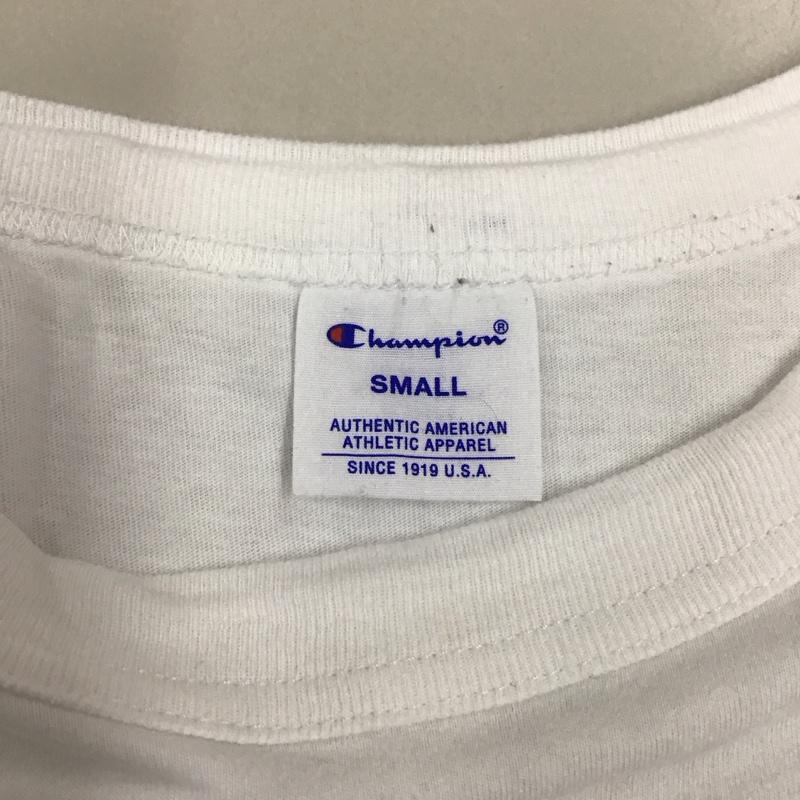 Champion®
SMALL
AUTHENTIC AMERICAN
ATHLETIC APPAREL
SINCE 1919 U.S.A.